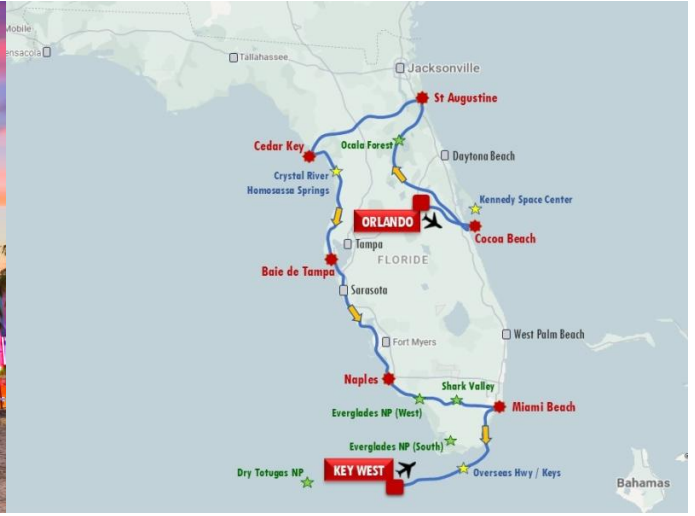 Mobile
ensacola
Tallahassee
Jacksonville
St Augustine
Cedar Key
Ocala Forest
Daytona Beach
Crystal River
Homosassa Springs
Kennedy Space Center
ORLANDO
Cocoa Beach
Tampa
FLORIDE
Baie de Tampa
Sarasota
West Palm Beach
Fort Myers
Naples
Shark Valley
Everglades NP (West)
Miami Beach
Everglades NP (South)
Dry Totugas NP
KEY WEST
Overseas Hwy / Keys
Bahamas